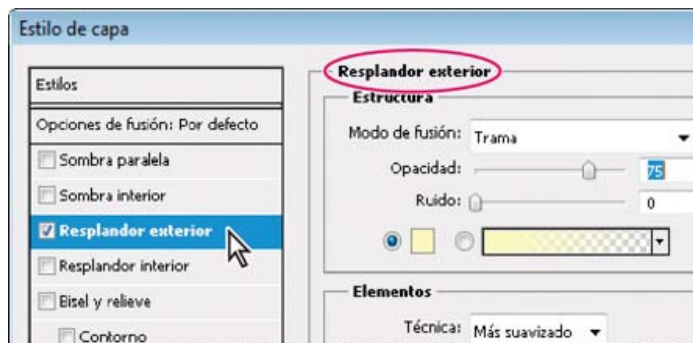 Estilo de capa
Estilos
Opciones de fusión: Por defecto
Sombra paralela
Sombra interior
Resplandor exterior
Resplandor interior
Bisel y relieve
Contorno
Resplandor exterior
Estructura
Modo de fusión: Trama
Opacidad: 75
Ruido: 0
Elementos
Técnica: Más suavizado